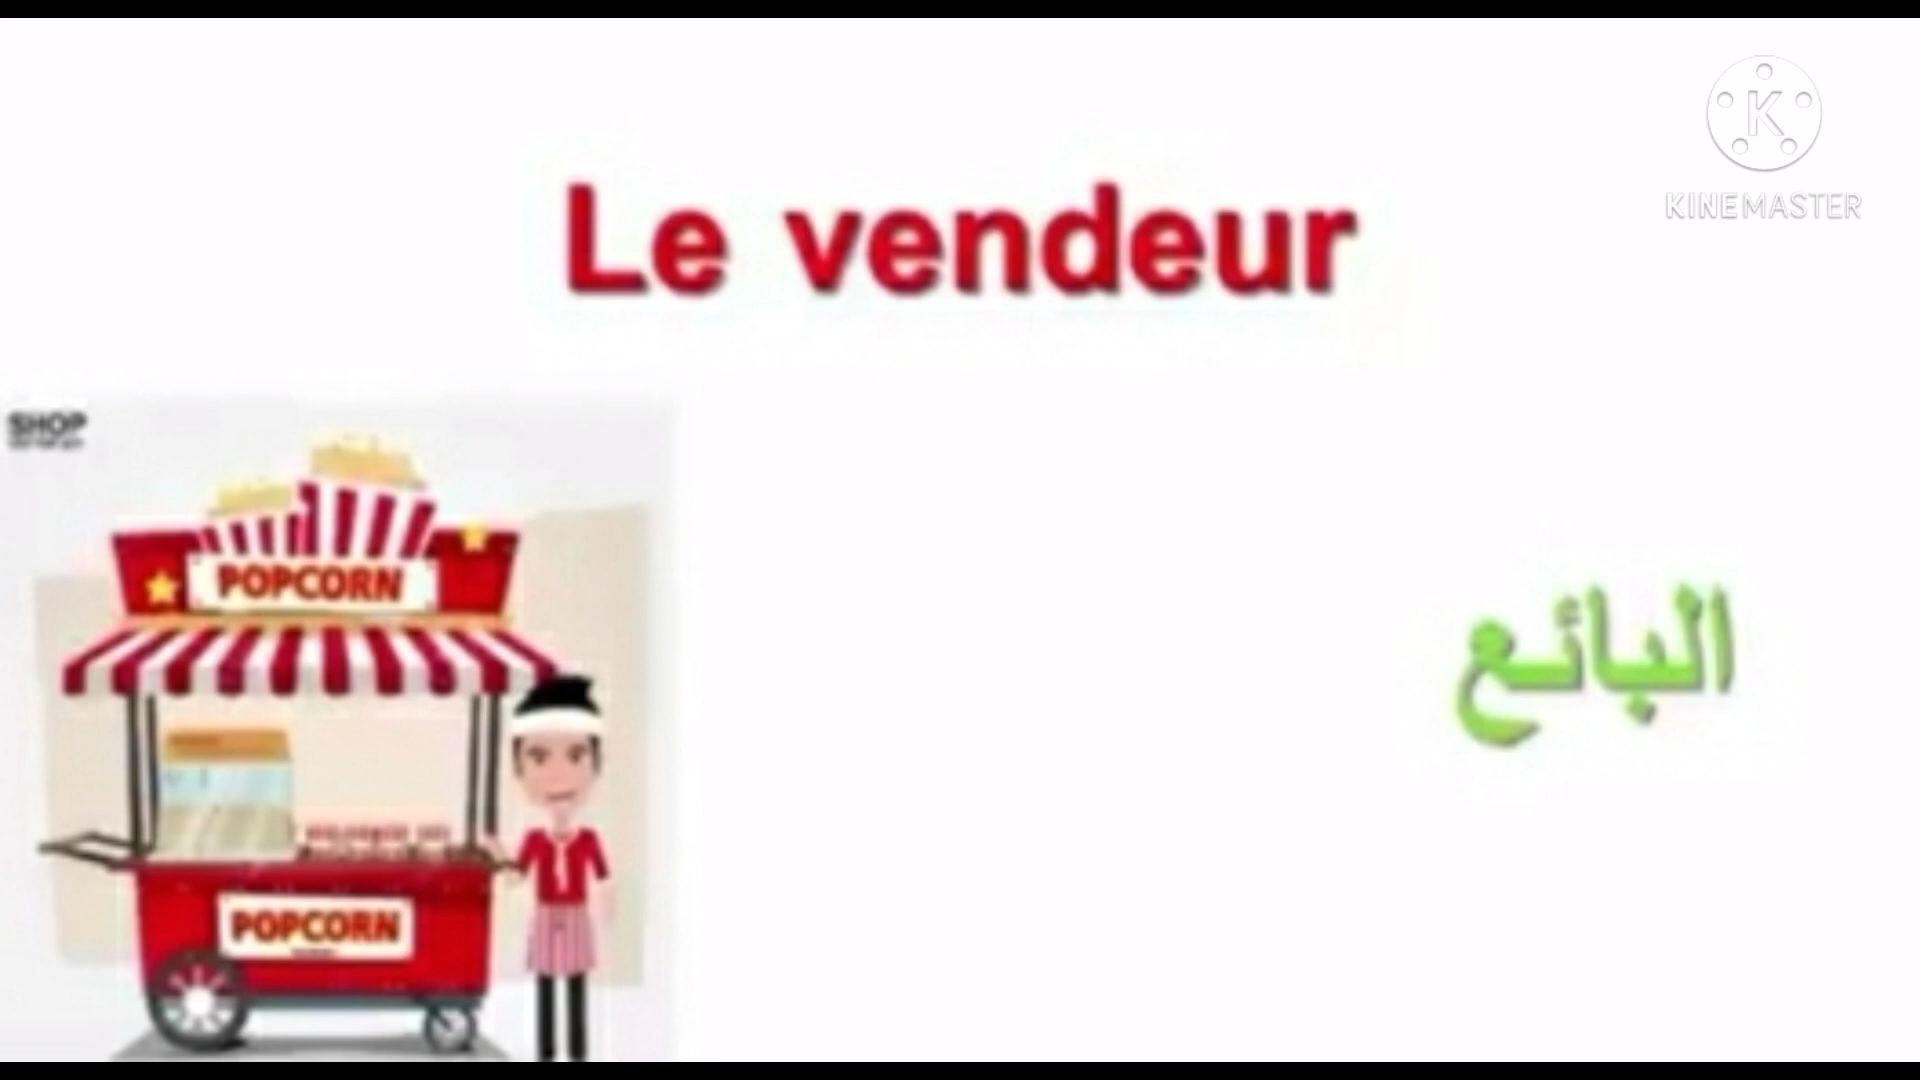 KINEMASTER
Le vendeur
SHOP
POPCORN
البائع
POPCORN